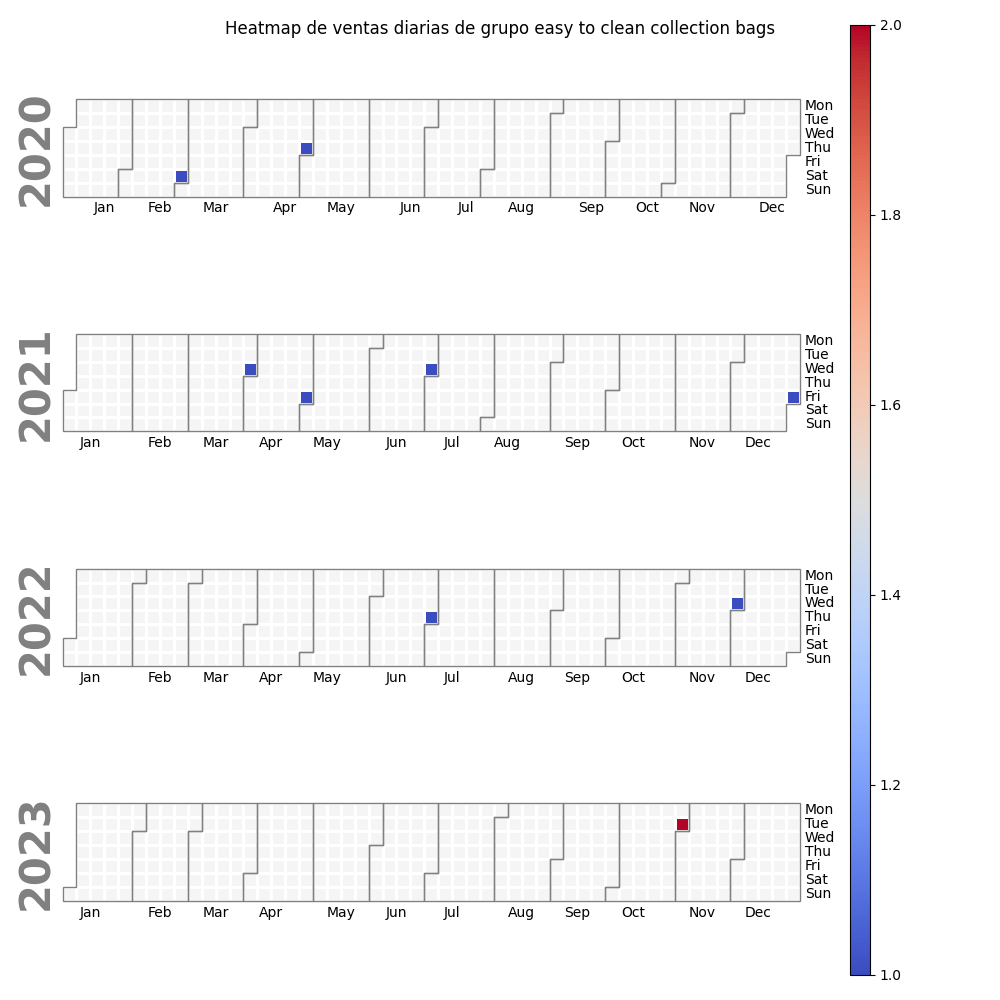 Heatmap de ventas diarias de grupo easy to clean collection bags
2020
Mon
Tue
Wed
Thu
Fri
Sat
Sun
Jan Feb Mar Apr May Jun Jul Aug Sep Oct Nov Dec
2021
Mon
Tue
Wed
Thu
Fri
Sat
Sun
Jan Feb Mar Apr May Jun Jul Aug Sep Oct Nov Dec
2022
Mon
Tue
Wed
Thu
Fri
Sat
Sun
Jan Feb Mar Apr May Jun Jul Aug Sep Oct Nov Dec
2023
Mon
Tue
Wed
Thu
Fri
Sat
Sun
Jan Feb Mar Apr May Jun Jul Aug Sep Oct Nov Dec
2.0
1.8
1.6
1.4
1.2
1.0